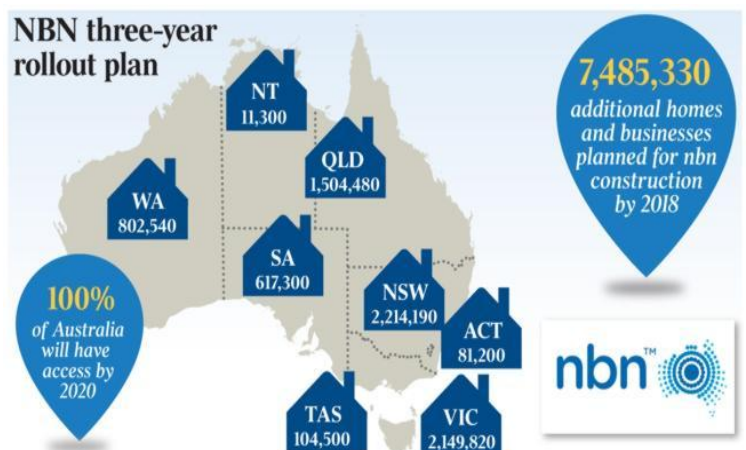 NBN three-year
rollout plan
NT
11,300
QLD
1,504,480
WA
802,540
SA
617,300
NSW
2,214,190
ACT
81,200
TAS
104,500
VIC
2,149,820
7,485,330
additional homes
and businesses
planned for nbn
construction
by 2018
100%
of Australia
will have
access by
2020
nbn™